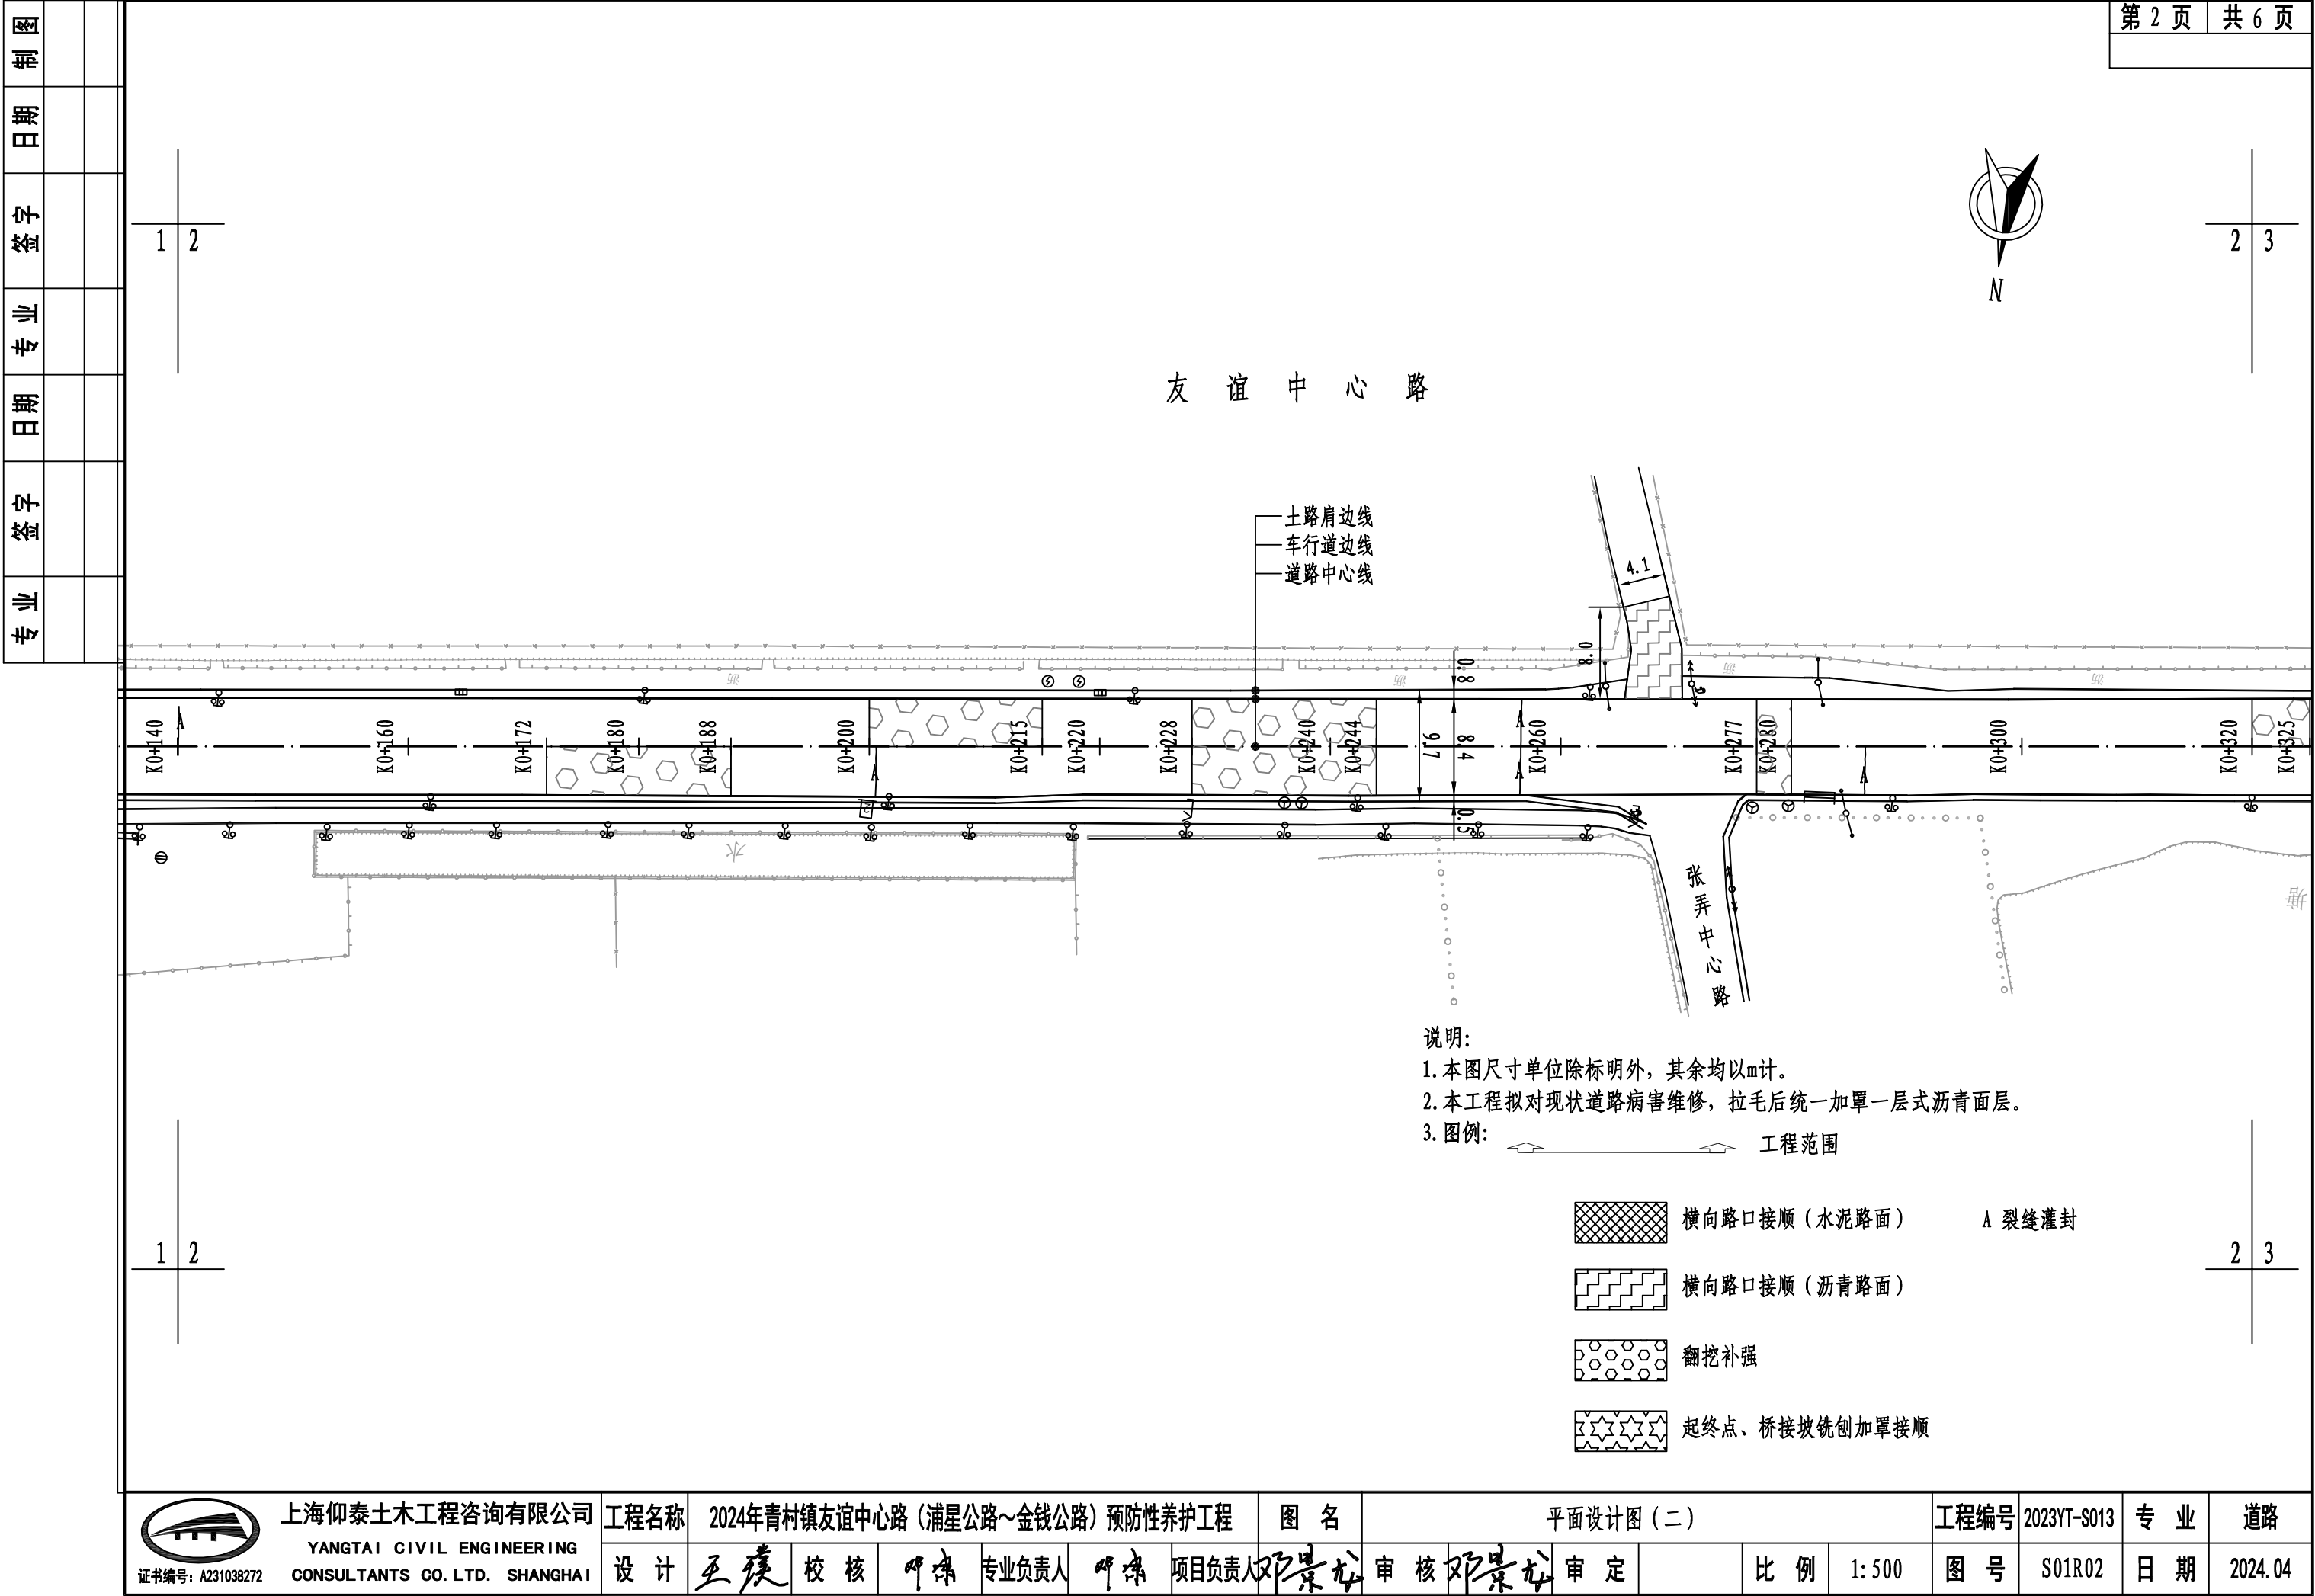 第 2 页 共 6 页
制 图
日 期
签 字
专 业
日 期
签 字
专 业
1 2
2 3
N
友 谊 中 心 路
土路肩边线
车行道边线
道路中心线
4.1
8.0
0.8
沥
沥
沥
沥
K0+140
A
K0+160
K0+172
K0+180
K0+188
K0+200
A
K0+215
K0+220
K0+228
K0+240
K0+244
9.7
8.4
0.5
A
A
K0+260
K0+277
K0+280
A
K0+300
K0+320
K0+325
水
塘
张弄中心路
说明:
1.本图尺寸单位除标明外，其余均以m计。
2.本工程拟对现状道路病害维修，拉毛后统一加罩一层式沥青面层。
3.图例: 工程范围
横向路口接顺（水泥路面） A 裂缝灌封
1 2
2 3
横向路口接顺（沥青路面）
翻挖补强
起终点、桥接坡铣刨加罩接顺
上海仰泰土木工程咨询有限公司
YANGTAI CIVIL ENGINEERING
CONSULTANTS CO.LTD. SHANGHAI
证书编号: A231038272
工程名称 2024年青村镇友谊中心路（浦星公路～金钱公路）预防性养护工程 图 名 平面设计图（二） 工程编号 2023YT-S013 专 业 道路
设 计 校 核 专业负责人 项目负责人 审 核 审 定 比 例 1:500 图 号 S01R02 日 期 2024.04